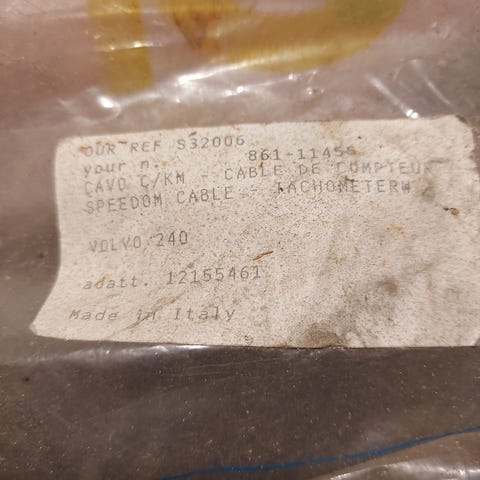 OUR REF S32006
your n. 861-11455
CAVO C/KM - CABLE DE COMPTEU
SPEEDOM CABLE - TACHOMETERW
VOLVO 240
adatt. 12155461
Made in Italy